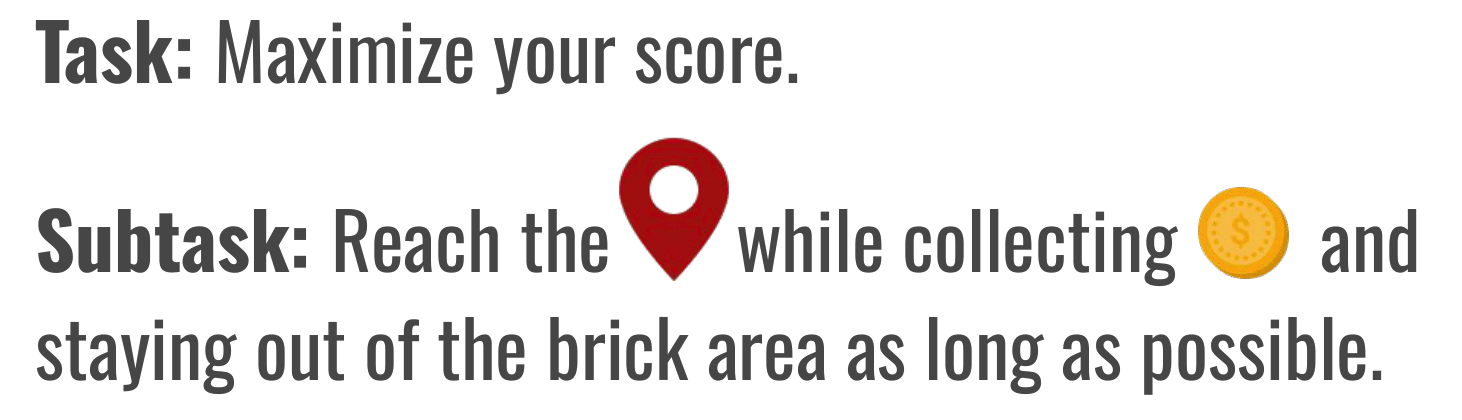 Task: Maximize your score.
Subtask: Reach the while collecting $ and
staying out of the brick area as long as possible.